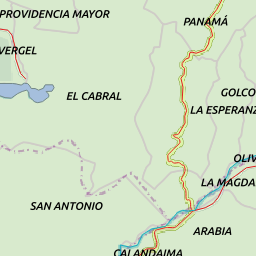 PROVIDENCIA MAYOR
PANAMÁ
VERGEL
EL CABRAL
GOLCO
LA ESPERANZ
OLIV
LA MAGDA
SAN ANTONIO
ARABIA
CALANDAIMA